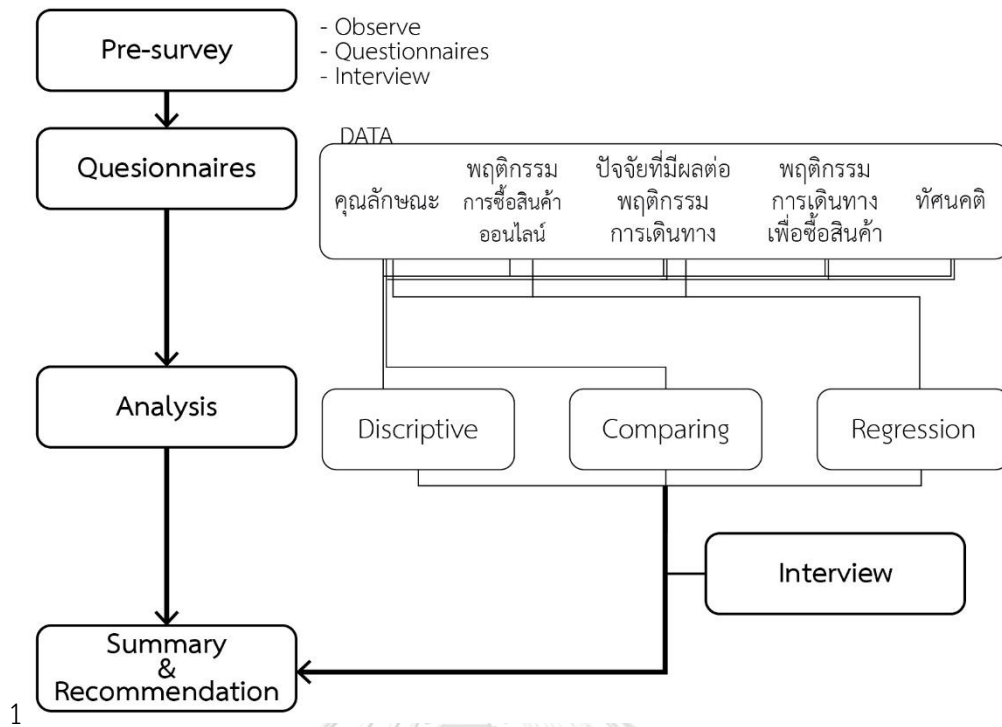 Pre-survey
- Observe
- Questionnaires
- Interview
Quesionnaires
DATA
คุณลักษณะ
พฤติกรรม
การซื้อสินค้า
ออนไลน์
ปัจจัยที่มีผลต่อ
พฤติกรรม
การเดินทาง
พฤติกรรม
การเดินทาง
เพื่อซื้อสินค้า
ทัศนคติ
Analysis
Discriptive
Comparing
Regression
Interview
Summary
&
Recommendation
1